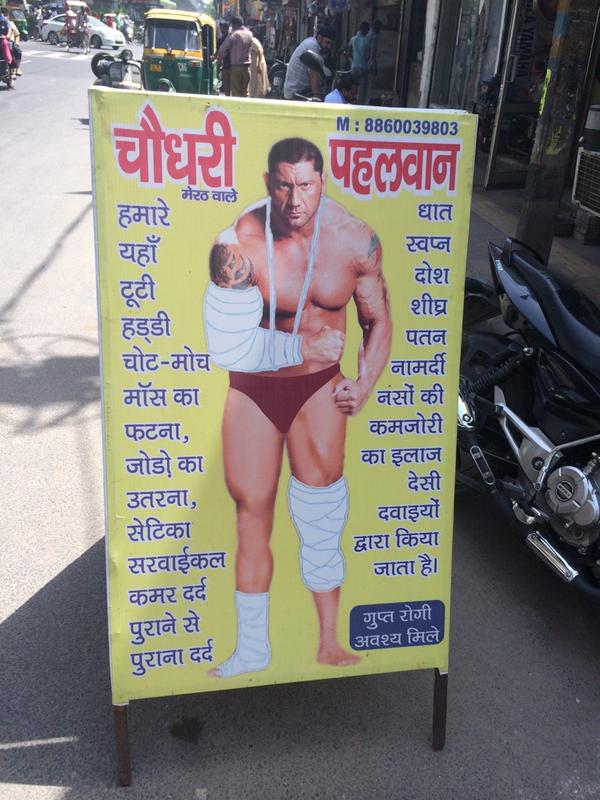 M : 8860039803
चौधरी पहलवान
मेरठ वाले
हमारे
यहाँ
टूटी
हड्डी
चोट-मोच
मॉस का
फटना,
जोडो़ का
उतरना,
सेटिका
सरवाईकल
कमर दर्द
पुराने से
पुराना दर्द
धात
स्वप्न
दोश
शीघ्र
पतन
नामर्दी
नंसों की
कमजोरी
का इलाज
देसी
दवाइयों
द्वारा किया
जाता है।
गुप्त रोगी
अवश्य मिले